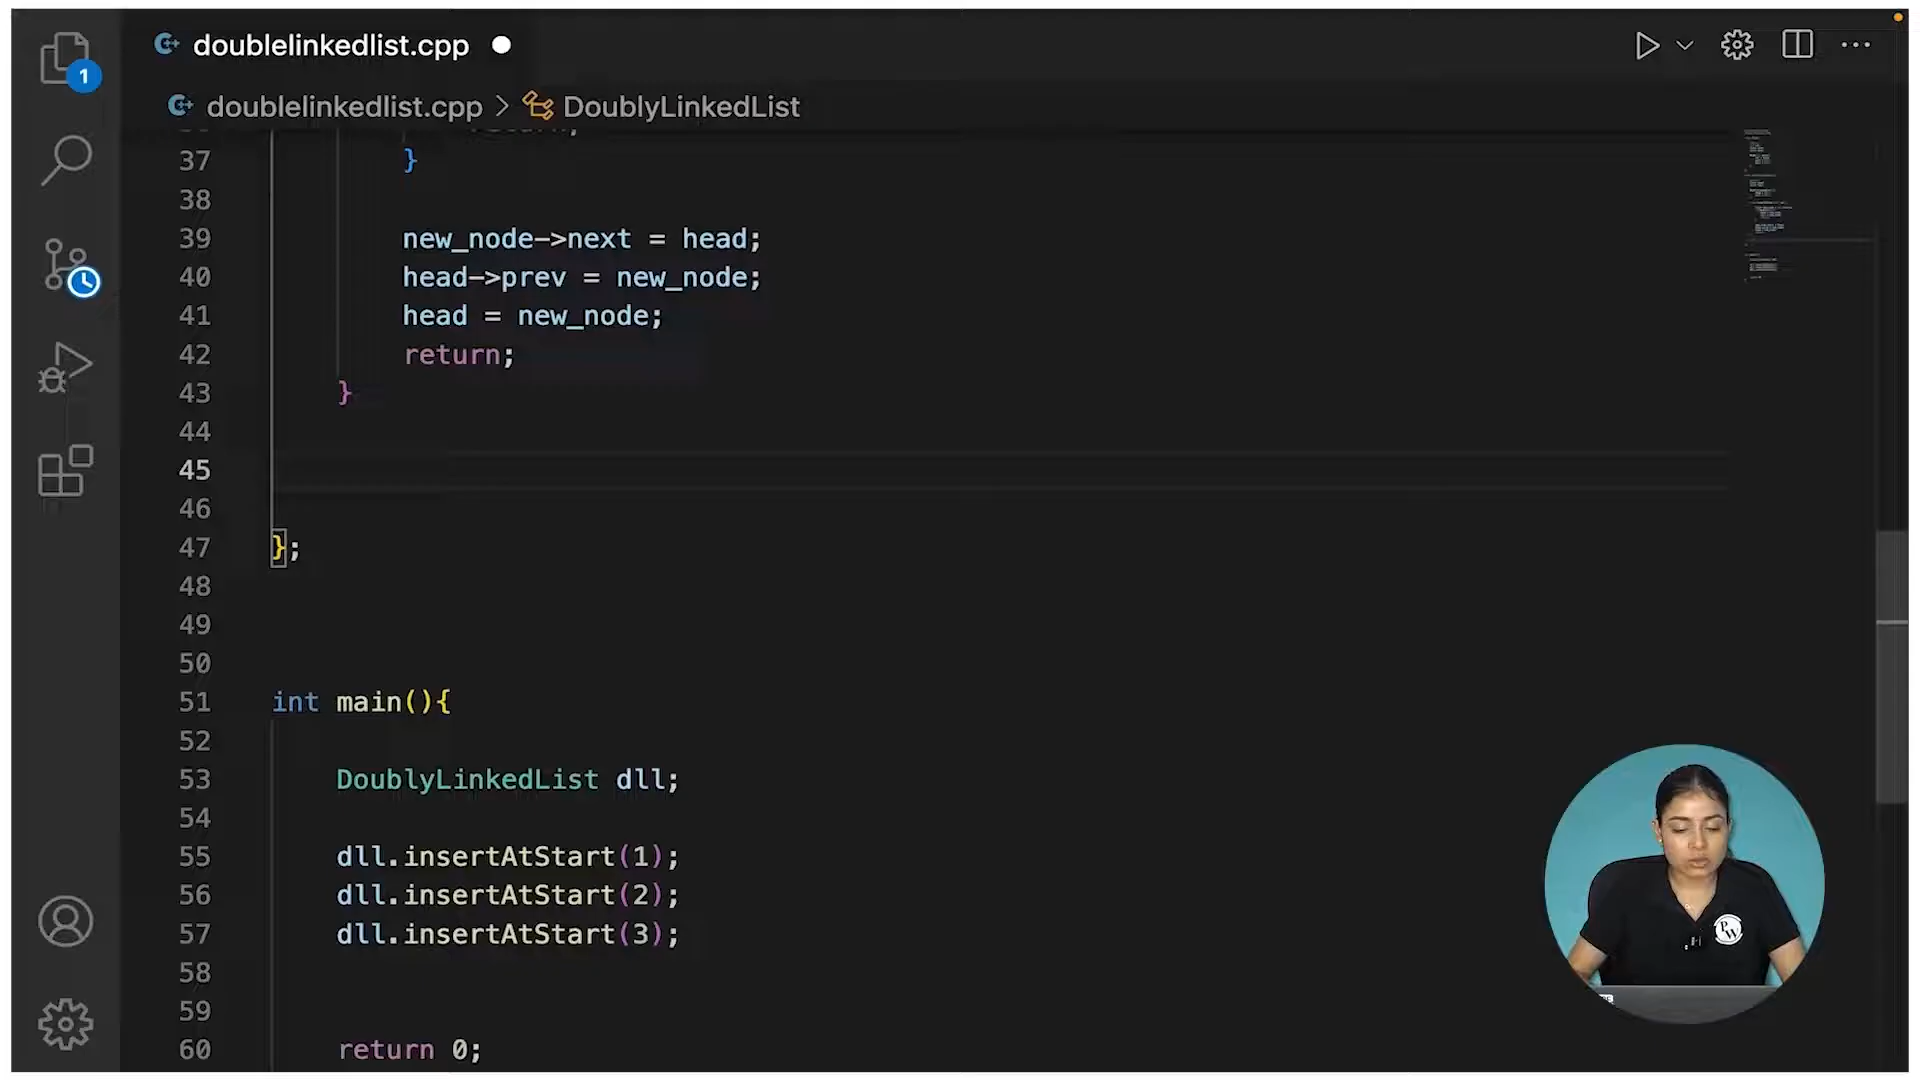 doublelinkedlist.cpp
doublelinkedlist.cpp > DoublyLinkedList
1
37 }
38
39 new_node->next = head;
40 head->prev = new_node;
41 head = new_node;
42 return;
43 }
44
45
46
47 };
48
49
50
51 int main(){
52
53 DoublyLinkedList dll;
54
55 dll.insertAtStart(1);
56 dll.insertAtStart(2);
57 dll.insertAtStart(3);
58
59
60 return 0;
PW